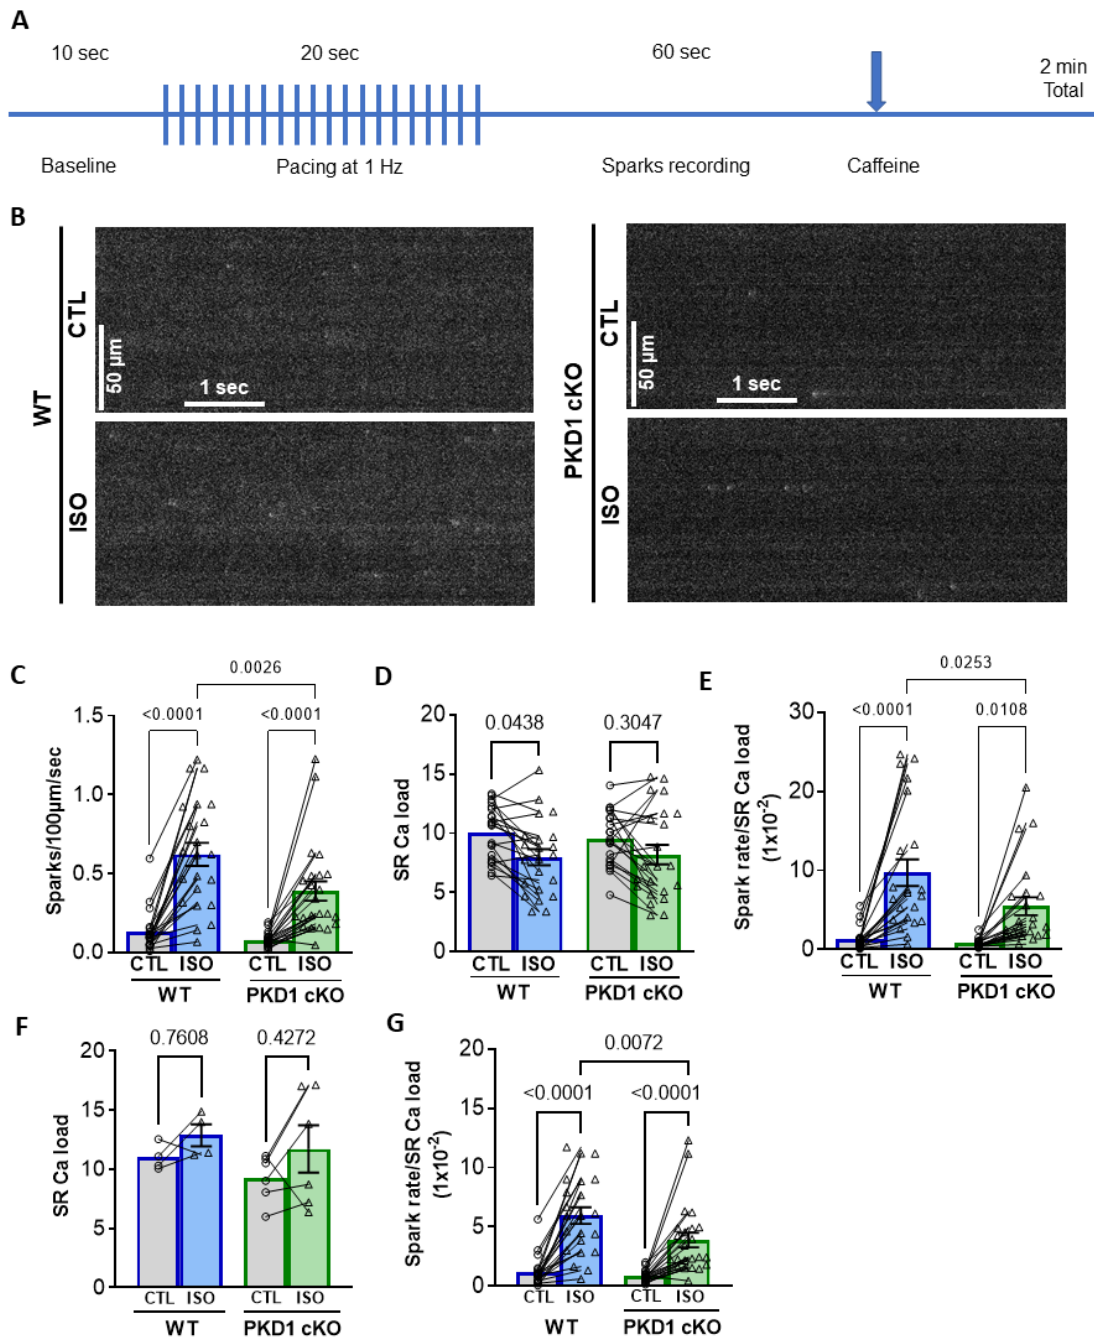 A
10 sec
20 sec
60 sec
2 min
Total
Baseline
Pacing at 1 Hz
Sparks recording
Caffeine
B
WT
CTL
50 µm
1 sec
ISO
PKD1 cKO
CTL
50 µm
1 sec
ISO
C
0.0026
<0.0001
<0.0001
Sparks/100µm/sec
1.5
1.0
0.5
0.0
CTL ISO
CTL ISO
WT
PKD1 cKO
D
0.0438
0.3047
SR Ca load
20
15
10
5
0
CTL ISO
CTL ISO
WT
PKD1 cKO
E
0.0253
<0.0001
0.0108
Spark rate/SR Ca load
(1x10⁻²)
30
20
10
0
CTL ISO
CTL ISO
WT
PKD1 cKO
F
0.7608
0.4272
SR Ca load
20
15
10
5
0
CTL ISO
CTL ISO
WT
PKD1 cKO
G
0.0072
<0.0001
<0.0001
Spark rate/SR Ca load
(1x10⁻²)
20
15
10
5
0
CTL ISO
CTL ISO
WT
PKD1 cKO